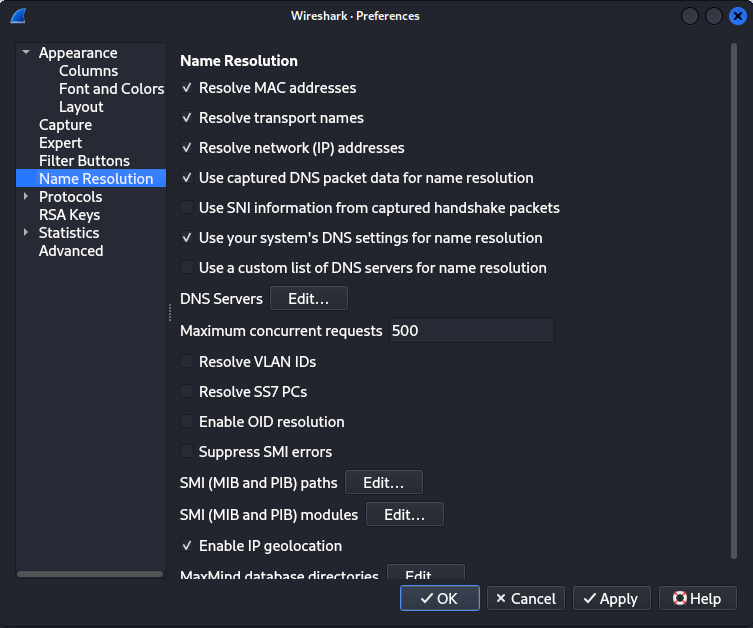 Wireshark · Preferences
Appearance
Columns
Font and Colors
Layout
Capture
Expert
Filter Buttons
Name Resolution
Protocols
RSA Keys
Statistics
Advanced
Name Resolution
Resolve MAC addresses
Resolve transport names
Resolve network (IP) addresses
Use captured DNS packet data for name resolution
Use SNI information from captured handshake packets
Use your system's DNS settings for name resolution
Use a custom list of DNS servers for name resolution
DNS Servers Edit...
Maximum concurrent requests 500
Resolve VLAN IDs
Resolve SS7 PCs
Enable OID resolution
Suppress SMI errors
SMI (MIB and PIB) paths Edit...
SMI (MIB and PIB) modules Edit...
Enable IP geolocation
MaxMind database directories Edit...
OK Cancel Apply Help